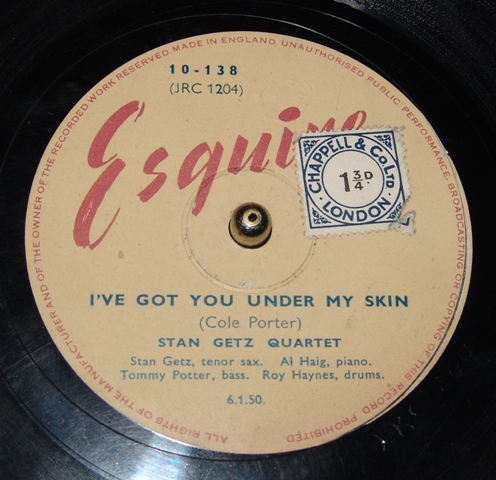 ALL RIGHTS OF THE MANUFACTURER AND OF THE OWNER OF THE RECORDED WORK RESERVED. MADE IN ENGLAND. UNAUTHORISED PUBLIC PERFORMANCE, BROADCASTING OR COPYING OF THIS RECORD PROHIBITED
10-138
(JRC 1204)
Esquire
CHAPPELL & CO LTD
1 3/4 D
LONDON
I'VE GOT YOU UNDER MY SKIN
(Cole Porter)
STAN GETZ QUARTET
Stan Getz, tenor sax. Al Haig, piano.
Tommy Potter, bass. Roy Haynes, drums.
6.1.50.